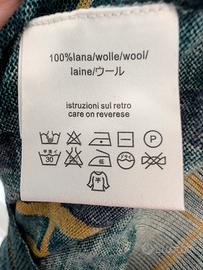 100%lana/wolle/wool/
laine/ウール
istruzioni sul retro
care on reverese
P
30